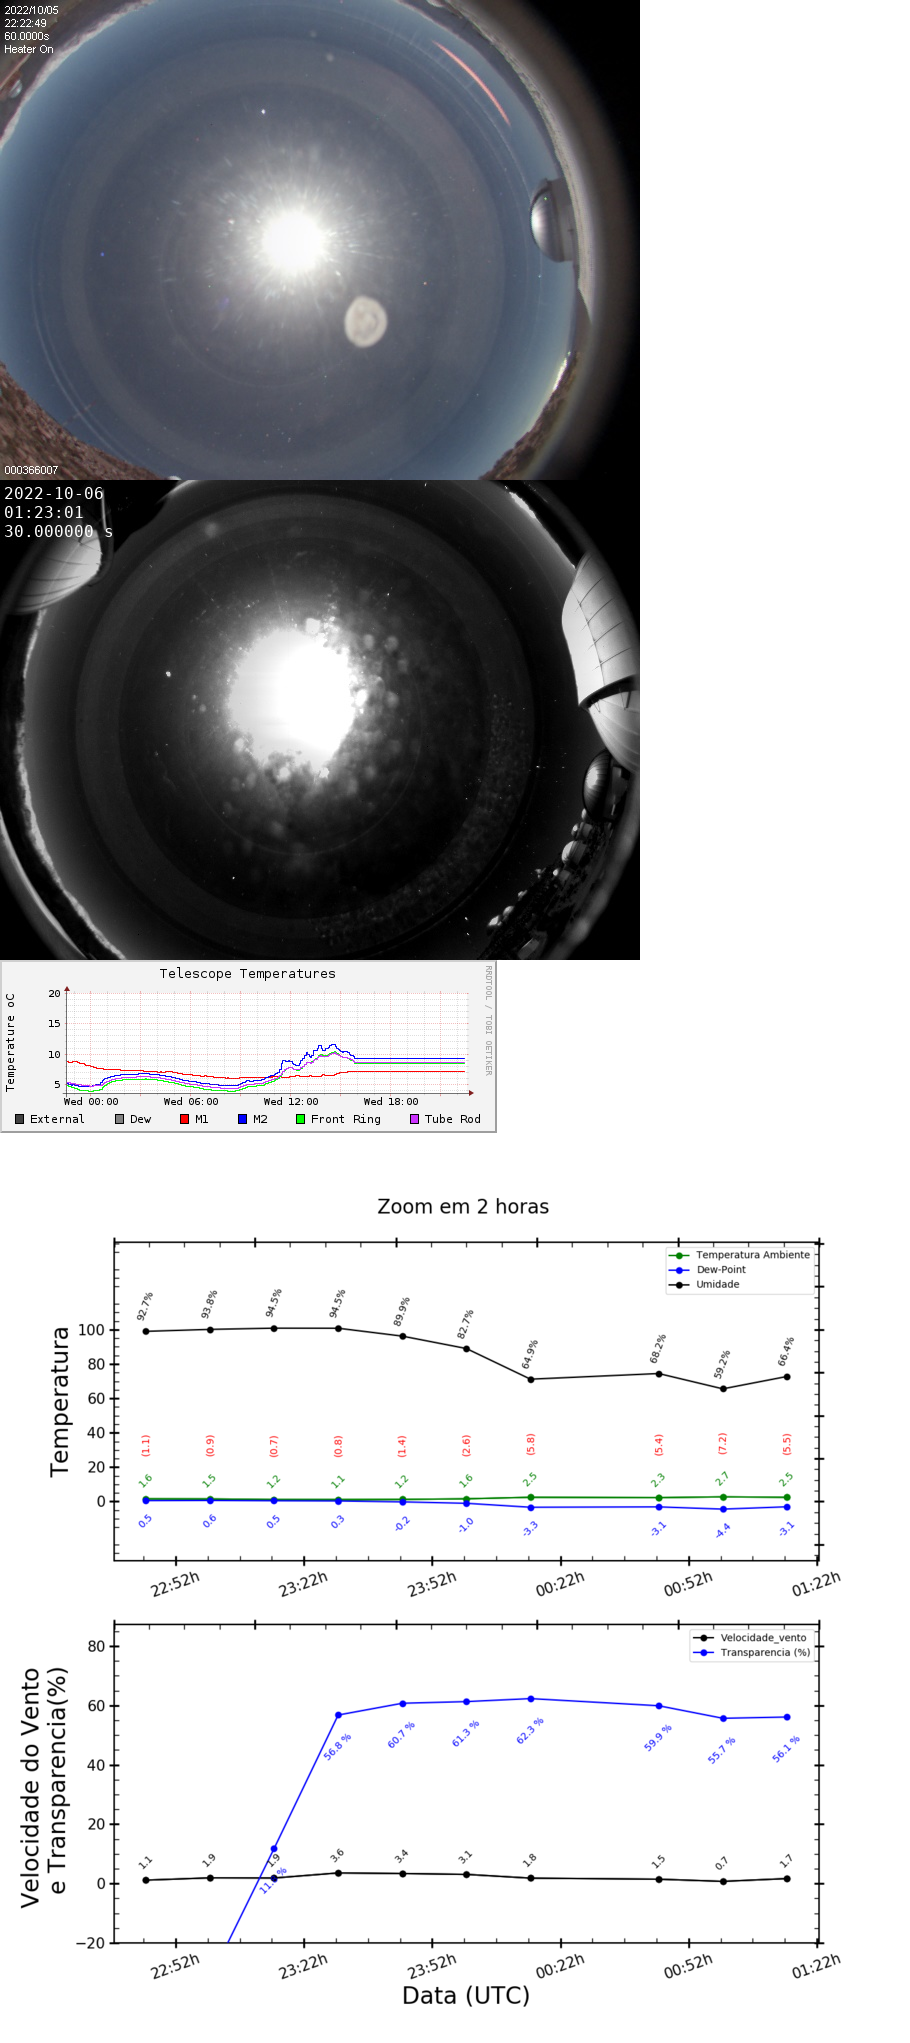 2022/10/05
22:22:49
60.0000s
Heater On
000366007
2022-10-06
01:23:01
30.000000 s
Telescope Temperatures
RRDTOOL / TOBI OETIKER
Temperature oC
20
15
10
5
Wed 00:00 Wed 06:00 Wed 12:00 Wed 18:00
External Dew M1 M2 Front Ring Tube Rod
Zoom em 2 horas
Temperatura Ambiente
Dew-Point
Umidade
92.7% 93.8% 94.5% 94.5% 89.9% 82.7% 64.9% 68.2% 59.2% 66.4%
Temperatura
100
80
60
40
20
0
(1.1) (0.9) (0.7) (0.8) (1.4) (2.6) (5.8) (5.4) (7.2) (5.5)
1.6 1.5 1.2 1.1 1.2 1.6 2.5 2.3 2.7 2.5
0.5 0.6 0.5 0.3 -0.2 -1.0 -3.3 -3.1 -4.4 -3.1
22:52h 23:22h 23:52h 00:22h 00:52h 01:22h
Velocidade_vento
Transparencia (%)
Velocidade do Vento
e Transparencia(%)
80
60
40
20
0
−20
56.8 % 60.7 % 61.3 % 62.3 % 59.9 % 55.7 % 56.1 %
1.1 1.9 1.9 3.6 3.4 3.1 1.8 1.5 0.7 1.7
22:52h 23:22h 23:52h 00:22h 00:52h 01:22h
Data (UTC)